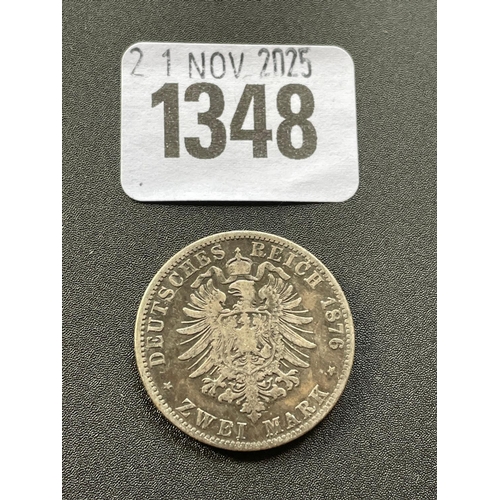 21 NOV 2025
1348
DEUTSCHES REICH 1876
* ZWEI MARK *